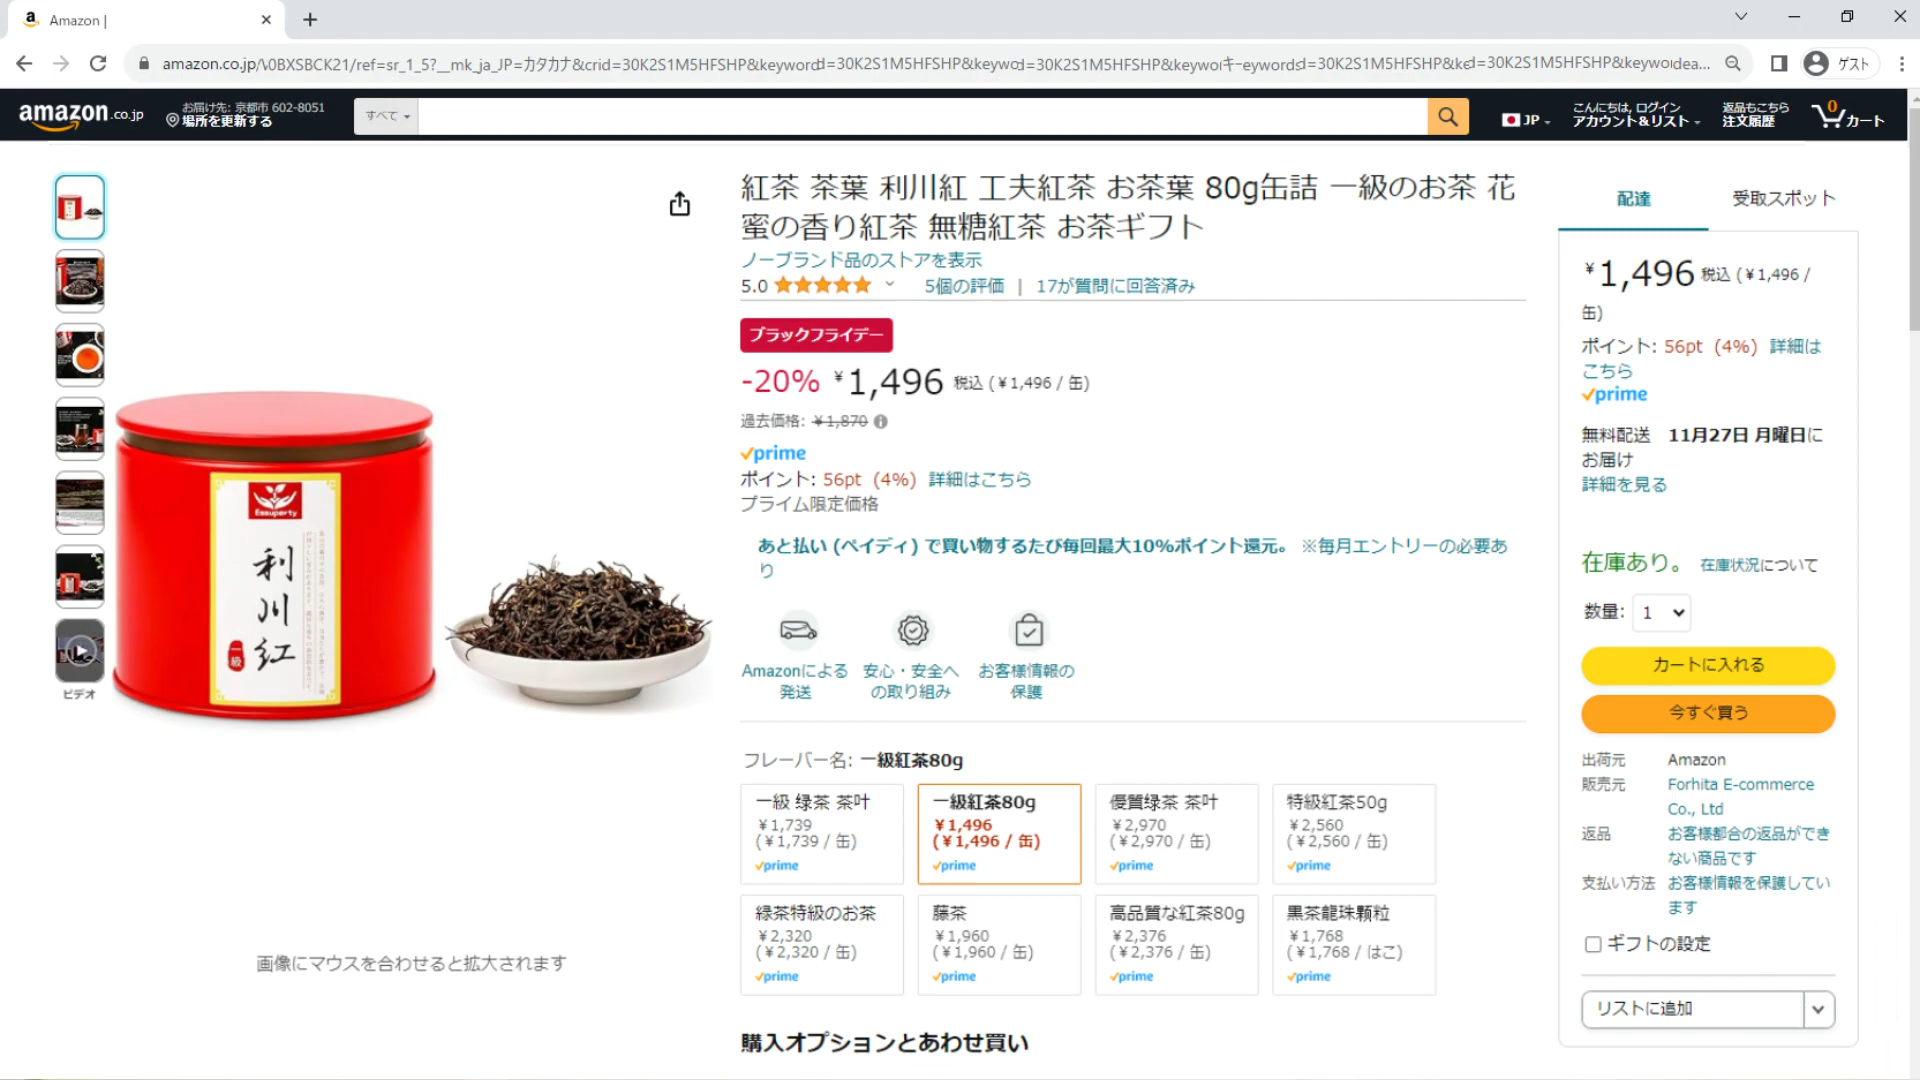 Amazon |
amazon.co.jp/\0BXSBCK21/ref=sr_1_5?__mk_ja_JP=カタカナ&crid=30K2S1M5HFSHP&keyword
ゲスト
amazon.co.jp
お届け先: 京都市 602-8051
場所を更新する
すべて
JP
こんにちは, ログイン
アカウント&リスト
返品もこちら
注文履歴
0
カート
紅茶 茶葉 利川紅 工夫紅茶 お茶葉 80g缶詰 一級のお茶 花
蜜の香り紅茶 無糖紅茶 お茶ギフト
ノーブランド品のストアを表示
5.0
5個の評価 | 17が質問に回答済み
ブラックフライデー
-20% ¥1,496 税込 (¥1,496 / 缶)
過去価格: ¥1,870
prime
ポイント: 56pt (4%) 詳細はこちら
プライム限定価格
あと払い (ペイディ) で買い物するたび毎回最大10%ポイント還元。 ※毎月エントリーの必要あ
り
Amazonによる
発送
安心・安全へ
の取り組み
お客様情報の
保護
フレーバー名: 一級紅茶80g
一級 绿茶 茶叶
¥1,739
(¥1,739 / 缶)
prime
一級紅茶80g
¥1,496
(¥1,496 / 缶)
prime
優質绿茶 茶叶
¥2,970
(¥2,970 / 缶)
prime
特級紅茶50g
¥2,560
(¥2,560 / 缶)
prime
緑茶特級のお茶
¥2,320
(¥2,320 / 缶)
prime
藤茶
¥1,960
(¥1,960 / 缶)
prime
高品質な紅茶80g
¥2,376
(¥2,376 / 缶)
prime
黒茶龍珠颗粒
¥1,768
(¥1,768 / はこ)
prime
購入オプションとあわせ買い
ビデオ
Essuperty
利川红
一級
画像にマウスを合わせると拡大されます
配達
受取スポット
¥1,496 税込 (¥1,496 /
缶)
ポイント: 56pt (4%) 詳細は
こちら
prime
無料配送 11月27日 月曜日に
お届け
詳細を見る
在庫あり。 在庫状況について
数量: 1
カートに入れる
今すぐ買う
出荷元 Amazon
販売元 Forhita E-commerce
Co., Ltd
返品 お客様都合の返品ができ
ない商品です
支払い方法 お客様情報を保護してい
ます
ギフトの設定
リストに追加